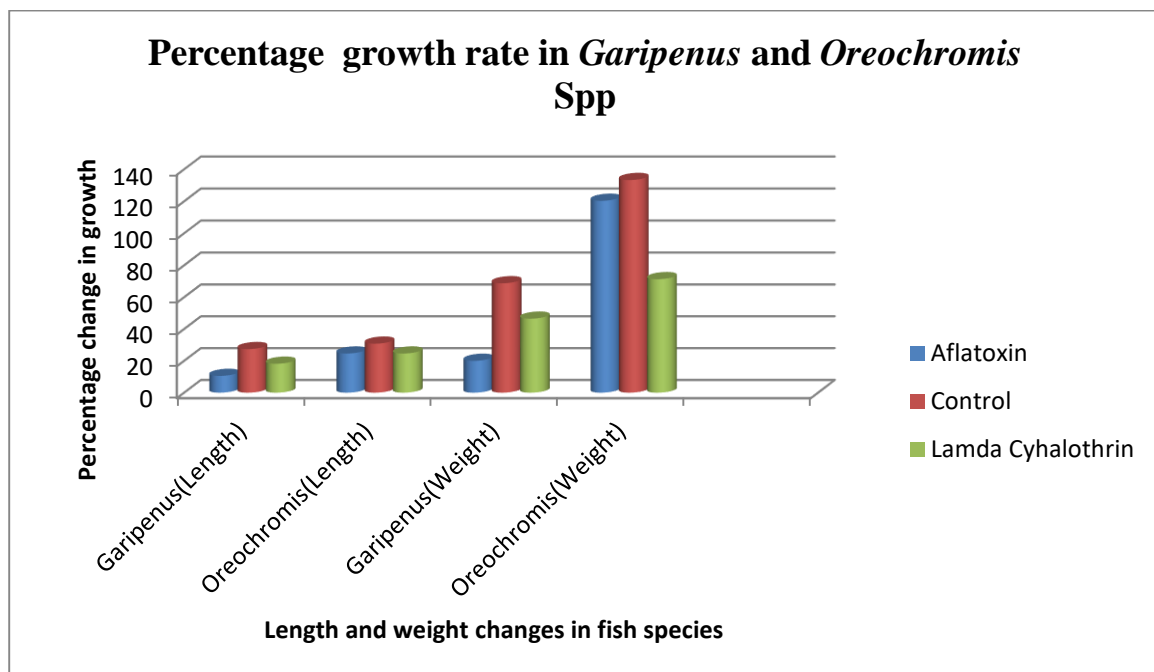 Percentage growth rate in Garipenus and Oreochromis
Spp
Percentage change in growth
140
120
100
80
60
40
20
0
Garipenus(Length)
Oreochromis(Length)
Garipenus(Weight)
Oreochromis(Weight)
Length and weight changes in fish species
Aflatoxin
Control
Lamda Cyhalothrin